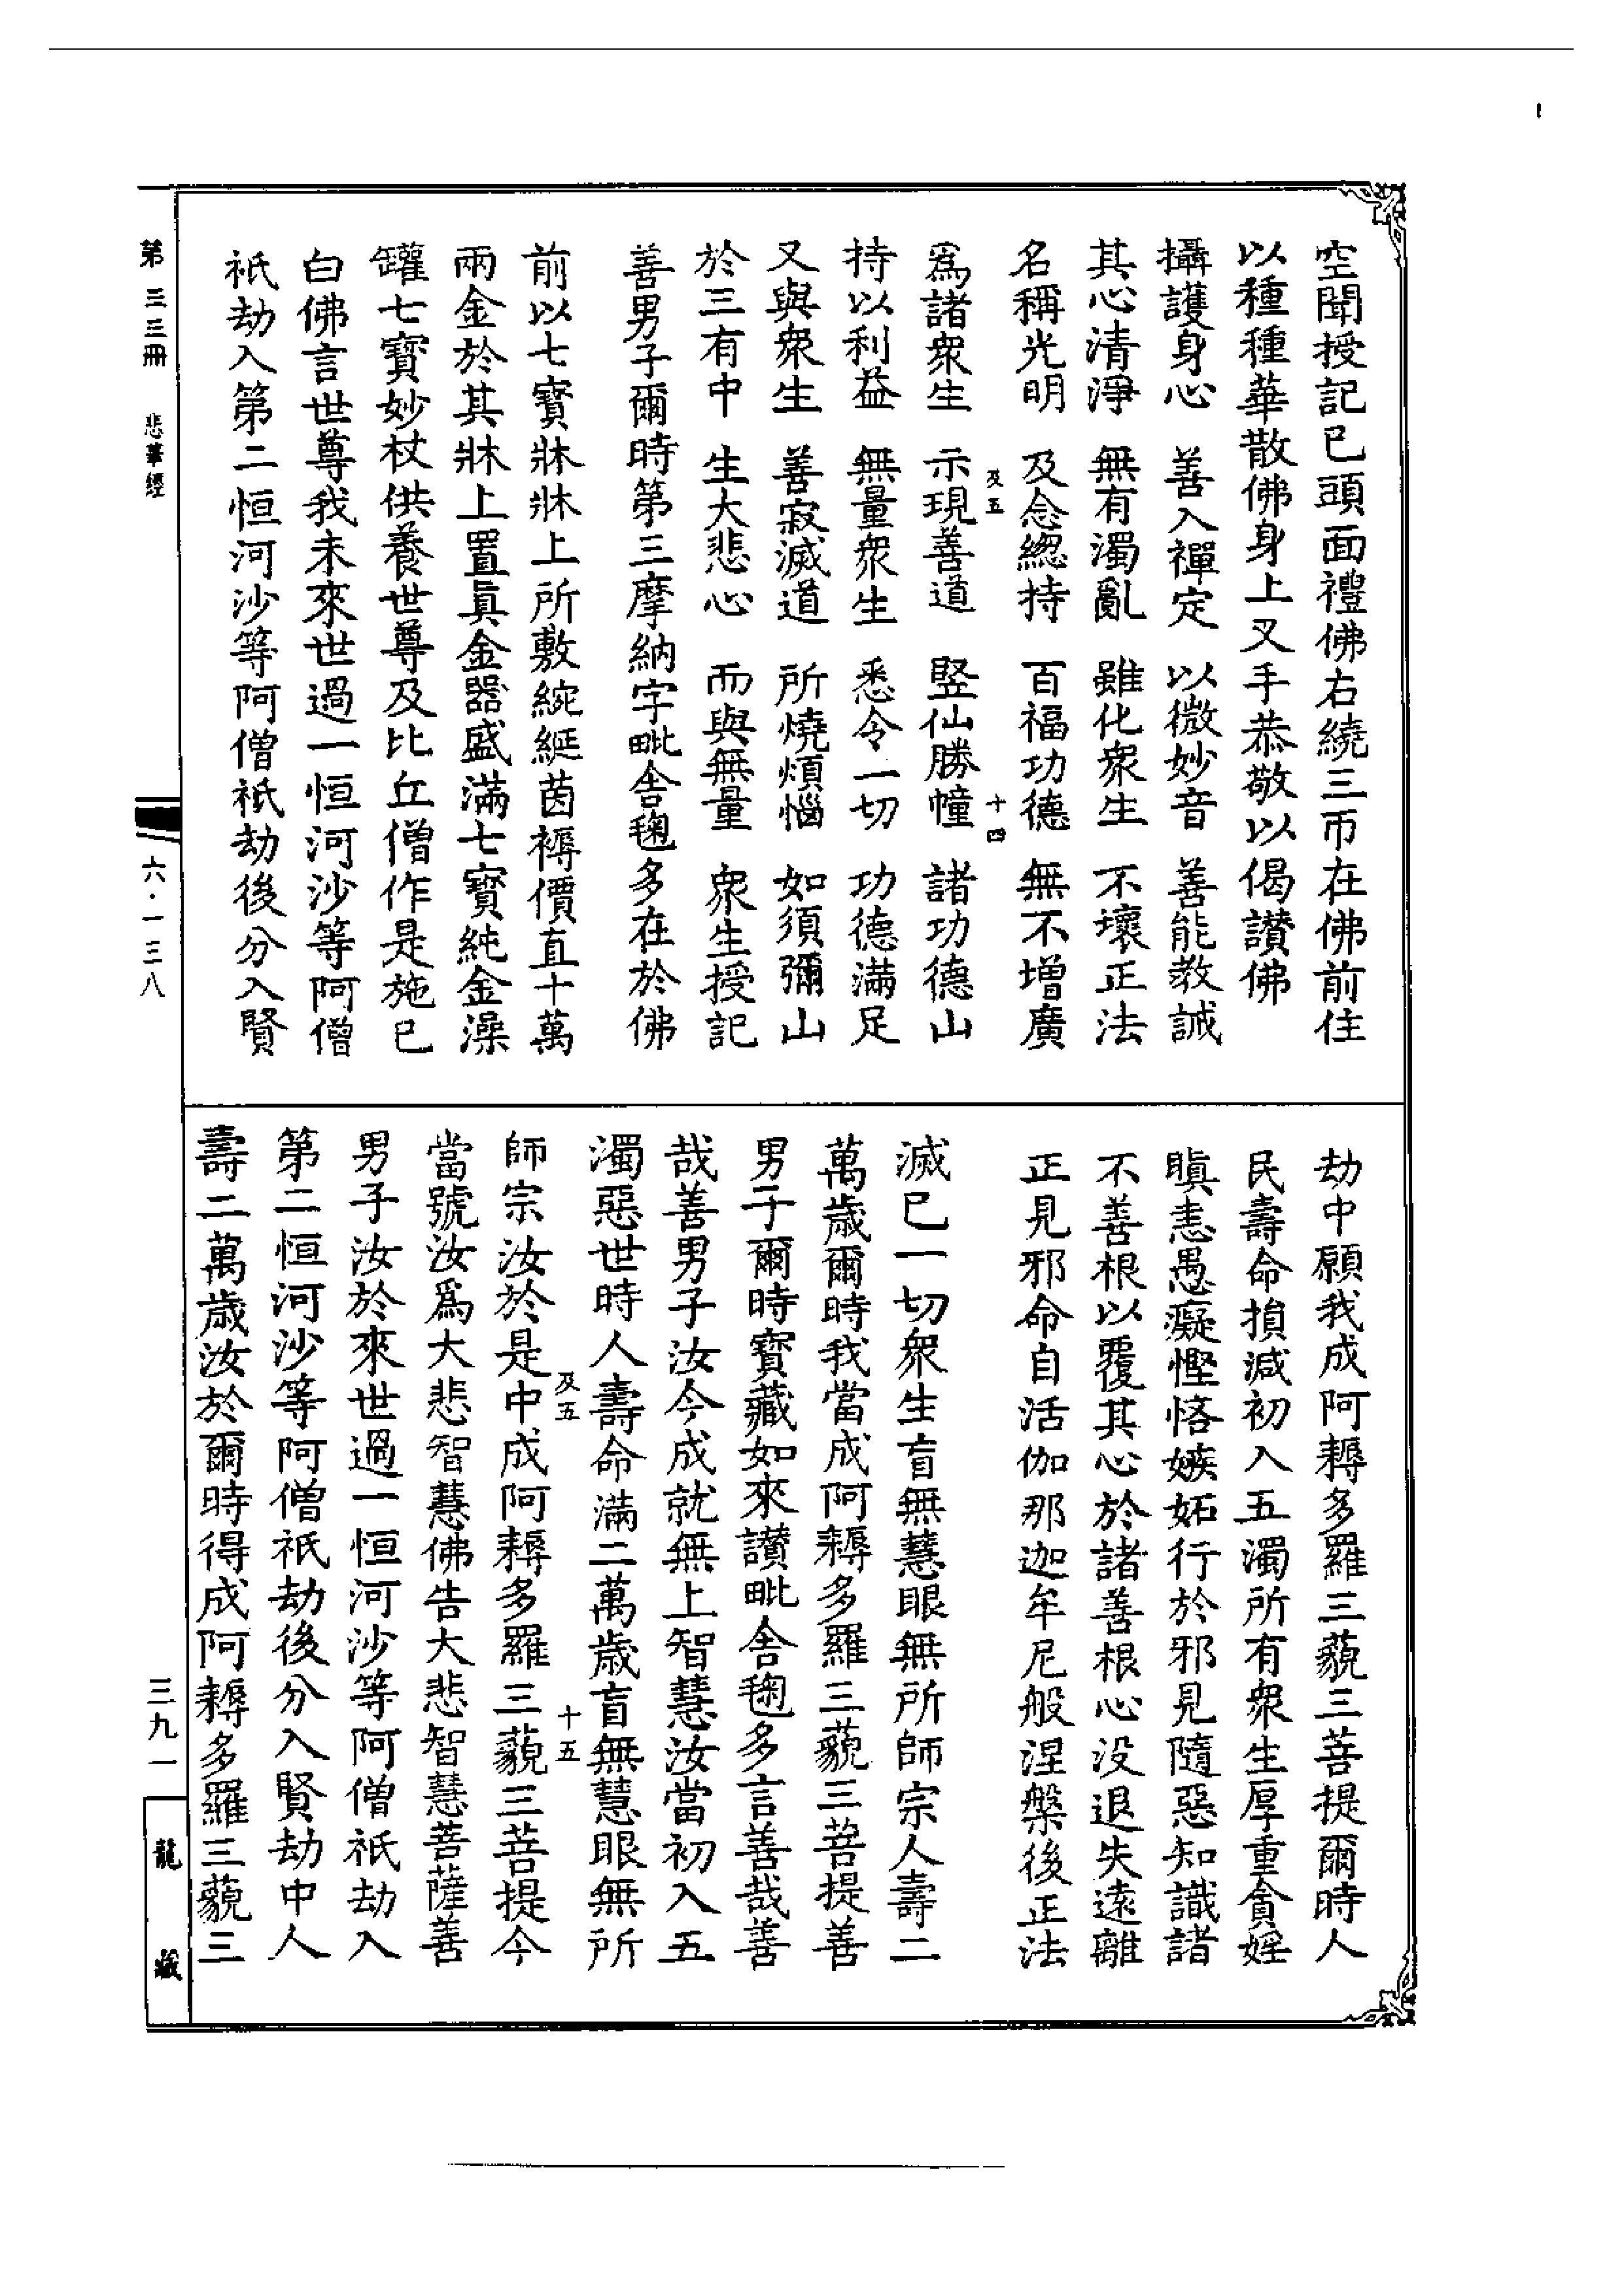 空聞授記已頭面禮佛右繞三帀在佛前住
以種種華散佛身上叉手恭敬以偈讃佛
攝護身心 善入禪定 以微妙音 善能教誡
其心清淨 無有濁亂 雖化衆生 不壞正法
名稱光明 及念緫持 百福功德 無不增廣
及五 十四
爲諸衆生 示現善道 竪仙勝幢 諸功德山
持以利益 無量衆生 悉令一切 功德滿足
又與衆生 善寂滅道 所燒煩惱 如須彌山
於三有中 生大悲心 而與無量 衆生授記
善男子爾時第三摩納字毗舍毱多在於佛
前以七寶牀牀上所敷綩綖茵褥價直十萬
兩金於其牀上置眞金器盛滿七寶純金澡
罐七寶妙杖供養世尊及比丘僧作是施已
白佛言世尊我未來世過一恒河沙等阿僧
祇劫入第二恒河沙等阿僧祇劫後分入賢
劫中願我成阿耨多羅三藐三菩提爾時人
民壽命損減初入五濁所有衆生厚重貪婬
瞋恚愚癡慳悋嫉妬行於邪見隨惡知識諸
不善根以覆其心於諸善根心没退失遠離
正見邪命自活伽那迦牟尼般涅槃後正法
滅已一切衆生盲無慧眼無所師宗人壽二
萬歲爾時我當成阿耨多羅三藐三菩提善
男子爾時寶藏如來讃毗舍毱多言善哉善
哉善男子汝今成就無上智慧汝當初入五
濁惡世時人壽命滿二萬歲盲無慧眼無所
及五 十五
師宗汝於是中成阿耨多羅三藐三菩提今
當號汝爲大悲智慧佛告大悲智慧菩薩善
男子汝於來世過一恒河沙等阿僧祇劫入
第二恒河沙等阿僧祇劫後分入賢劫中人
壽二萬歲汝於爾時得成阿耨多羅三藐三
第三三冊 悲華經
六·一三八
三九一
龍藏